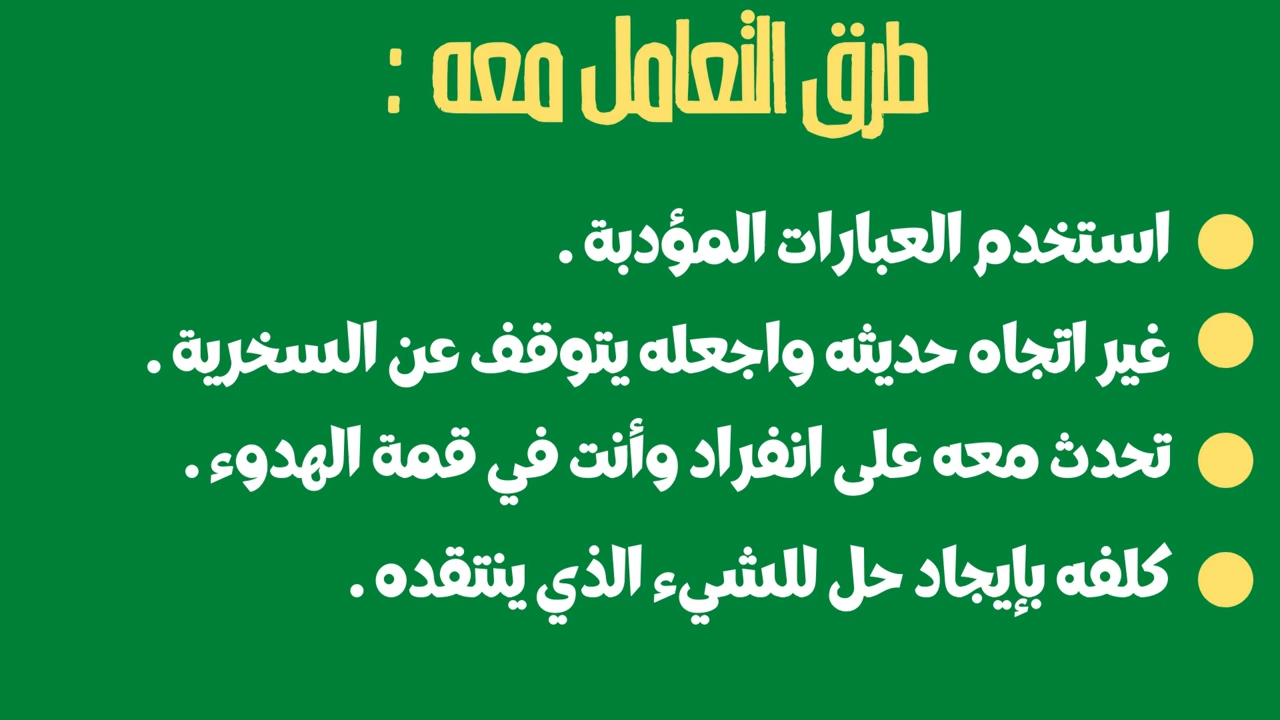 طرق التعامل معه :
استخدم العبارات المؤدبة .
غير اتجاه حديثه واجعله يتوقف عن السخرية .
تحدث معه على انفراد وأنت في قمة الهدوء .
كلفه بإيجاد حل للشيء الذي ينتقده .